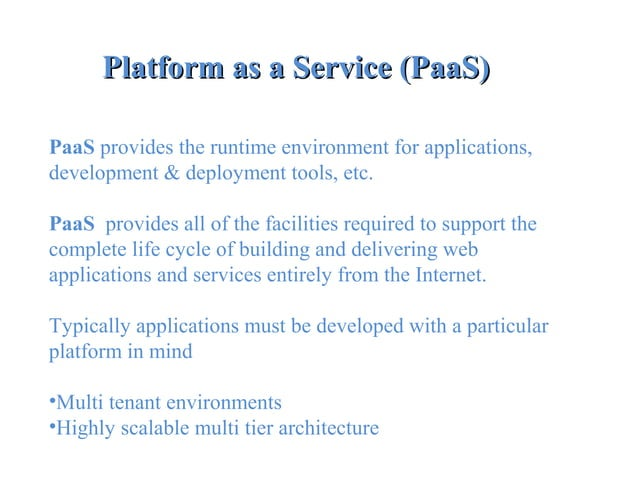 Platform as a Service (PaaS)
PaaS provides the runtime environment for applications,
development & deployment tools, etc.
PaaS  provides all of the facilities required to support the
complete life cycle of building and delivering web
applications and services entirely from the Internet.
Typically applications must be developed with a particular
platform in mind
•Multi tenant environments
•Highly scalable multi tier architecture